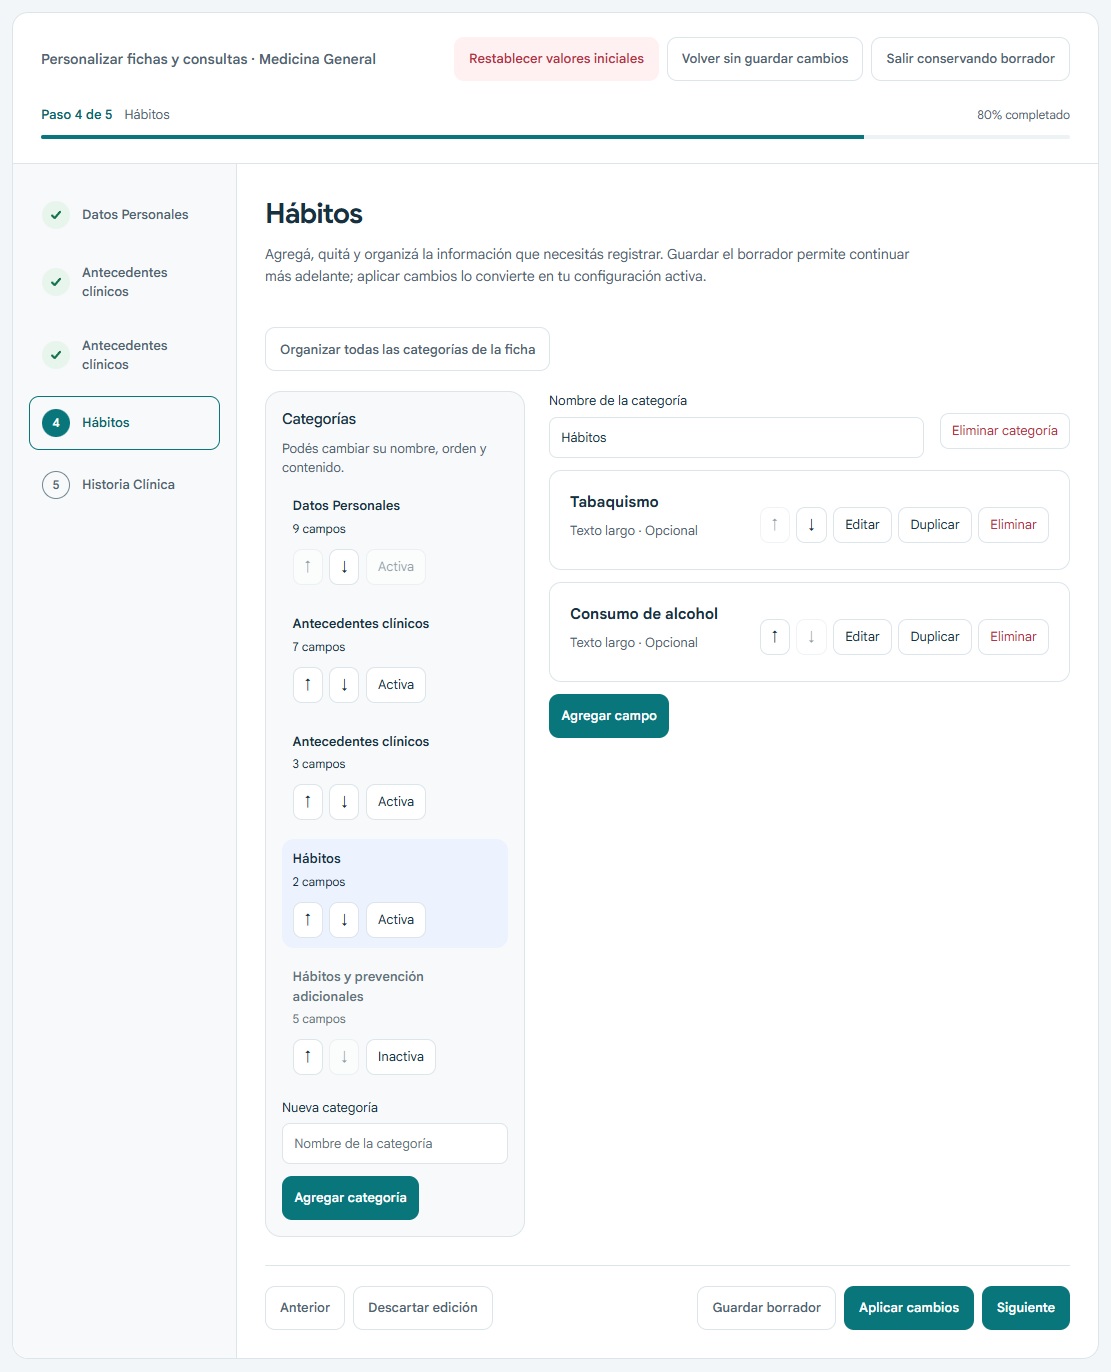 Personalizar fichas y consultas · Medicina General
Restablecer valores iniciales
Volver sin guardar cambios
Salir conservando borrador
Paso 4 de 5 Hábitos
80% completado
Datos Personales
Antecedentes
clínicos
Antecedentes
clínicos
4 Hábitos
5 Historia Clínica
Hábitos
Agregá, quitá y organizá la información que necesitás registrar. Guardar el borrador permite continuar
más adelante; aplicar cambios lo convierte en tu configuración activa.
Organizar todas las categorías de la ficha
Categorías
Podés cambiar su nombre, orden y
contenido.
Datos Personales
9 campos
↑ ↓ Activa
Antecedentes clínicos
7 campos
↑ ↓ Activa
Antecedentes clínicos
3 campos
↑ ↓ Activa
Hábitos
2 campos
↑ ↓ Activa
Hábitos y prevención
adicionales
5 campos
↑ ↓ Inactiva
Nueva categoría
Nombre de la categoría
Agregar categoría
Nombre de la categoría
Hábitos
Eliminar categoría
Tabaquismo
Texto largo · Opcional
↑ ↓ Editar Duplicar Eliminar
Consumo de alcohol
Texto largo · Opcional
↑ ↓ Editar Duplicar Eliminar
Agregar campo
Anterior
Descartar edición
Guardar borrador
Aplicar cambios
Siguiente